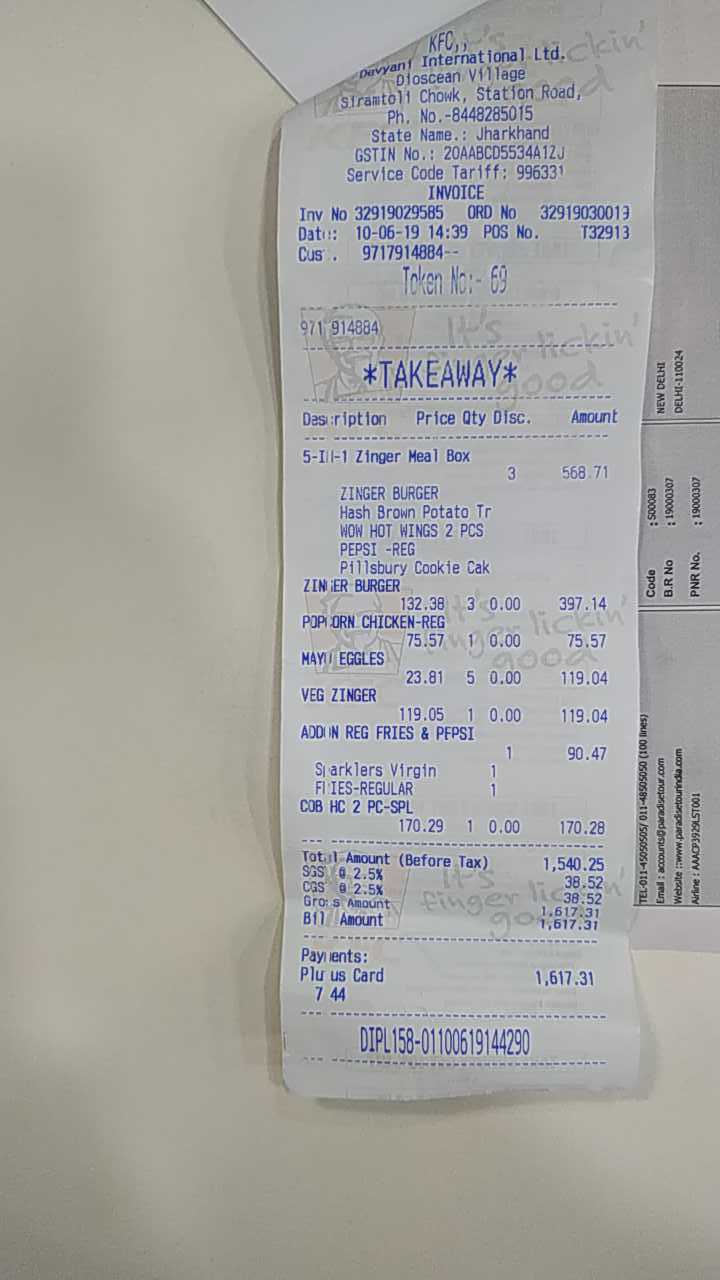 KFC,,
Devyani International Ltd.
Dioscean Village
Siramtoli Chowk, Station Road,
Ph. No.-8448285015
State Name.: Jharkhand
GSTIN No.: 20AABCD5534A1ZJ
Service Code Tariff: 996331
INVOICE
Inv No 32919029585 ORD No 32919030013
Date: 10-06-19 14:39 POS No. T32913
Cus. 9717914884--
Token No:- 69
971 914884
*TAKEAWAY*
Description Price Qty Disc. Amount
5-In-1 Zinger Meal Box
3 568.71
ZINGER BURGER
Hash Brown Potato Tr
WOW HOT WINGS 2 PCS
PEPSI -REG
Pillsbury Cookie Cak
ZINGER BURGER
132.38 3 0.00 397.14
POPCORN CHICKEN-REG
75.57 1 0.00 75.57
MAYO EGGLES
23.81 5 0.00 119.04
VEG ZINGER
119.05 1 0.00 119.04
ADDON REG FRIES & PEPSI
1 90.47
Sparklers Virgin 1
FRIES-REGULAR 1
COB HC 2 PC-SPL
170.29 1 0.00 170.28
Total Amount (Before Tax) 1,540.25
SGS @ 2.5% 38.52
CGS @ 2.5% 38.52
Gross Amount 1,617.31
Bill Amount 1,617.31
Payments:
Plutus Card 1,617.31
7 44
DIPL158-01100619144290
It's finger lickin' good
NEW DELHI
DELHI-110024
Code : S00083
B.R No : 19000307
PNR No. : 19000307
TEL-011-45050505/ 011-48505050 (100 lines)
Email : accounts@paradisetour.com
Website :www.paradisetourindia.com
Airline : AAACP3929LST001